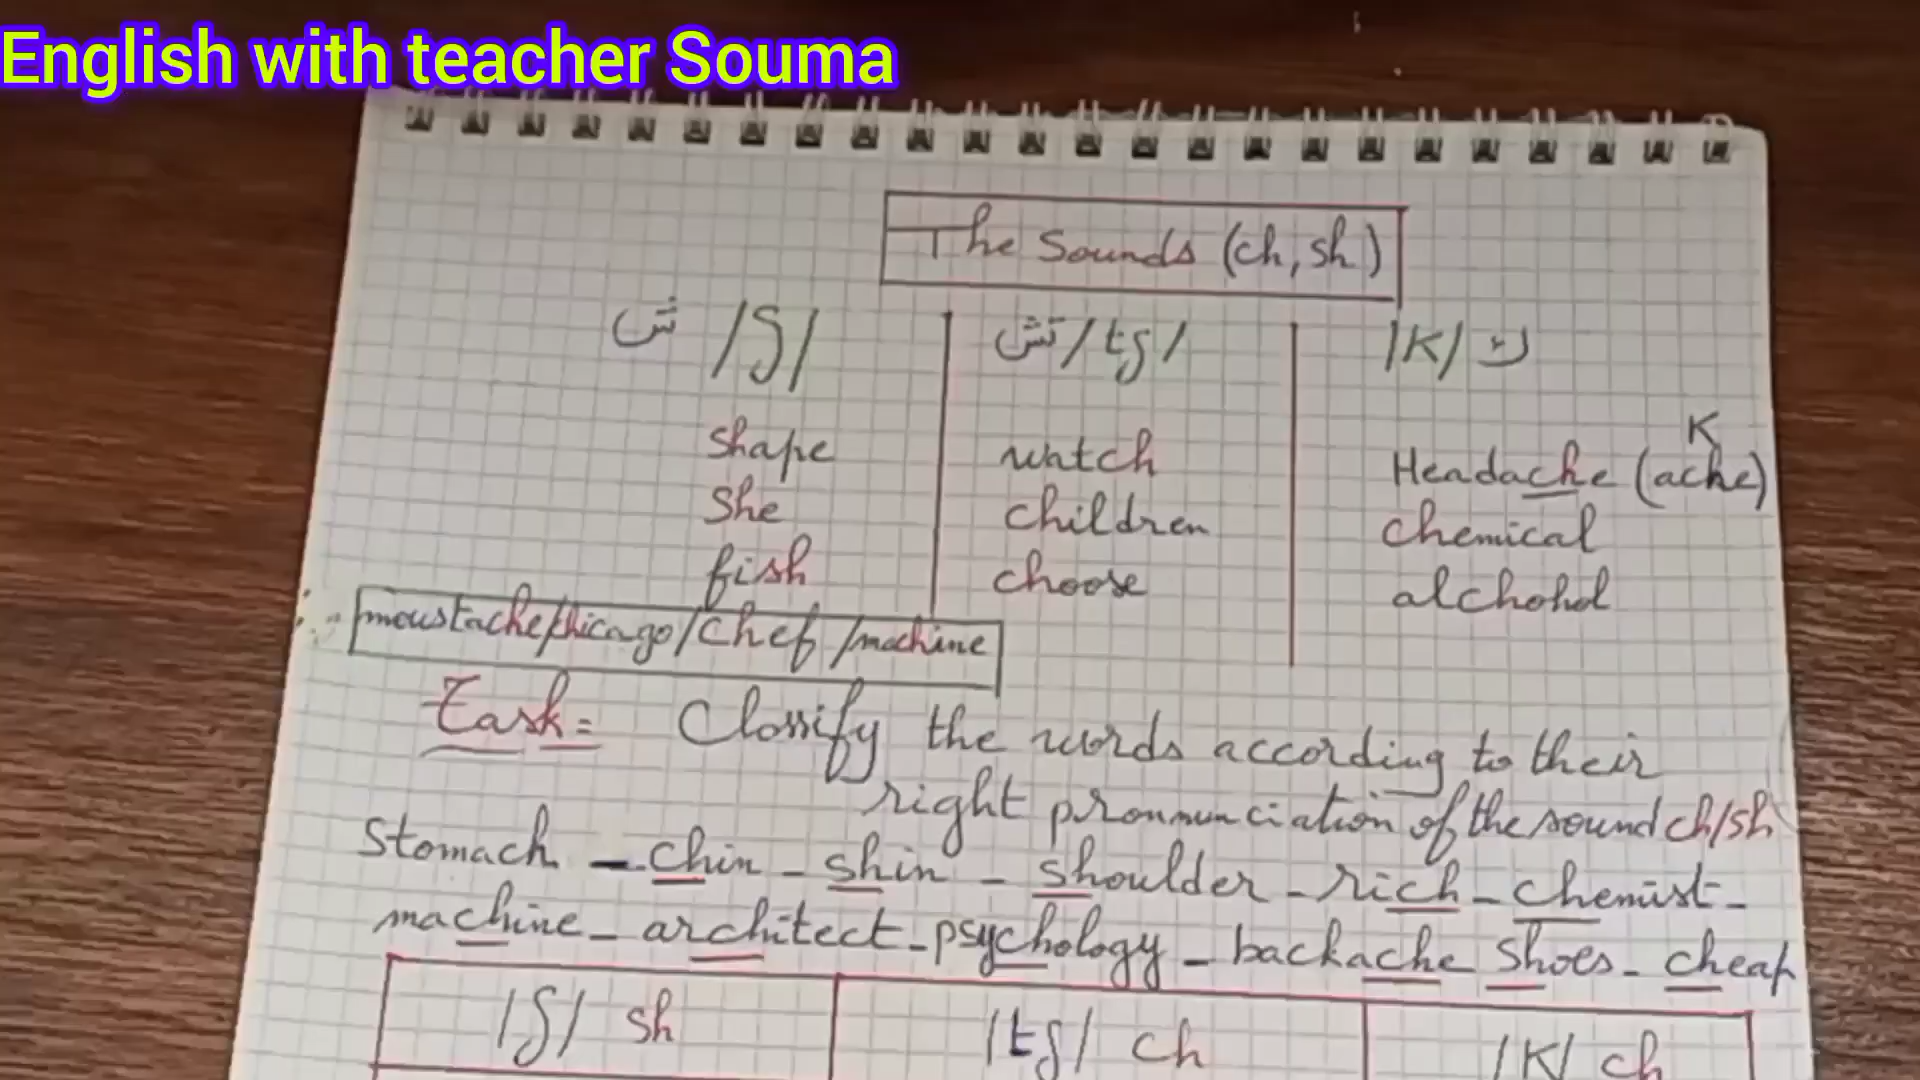 English with teacher Souma
The Sounds (ch, sh)
ش /ʃ/
تش /tʃ/
/K/ ك
shape
She
fish
watch
children
choose
K
Headache (ache)
chemical
alchohol
moustache/chicago/chef/machine
Task: Classify the words according to their
right pronunciation of the sound ch/sh
Stomach - chin - shin - shoulder - rich - chemist -
machine - architect - psychology - backache shoes - cheap
/ʃ/ sh
/tʃ/ ch
/K/ ch